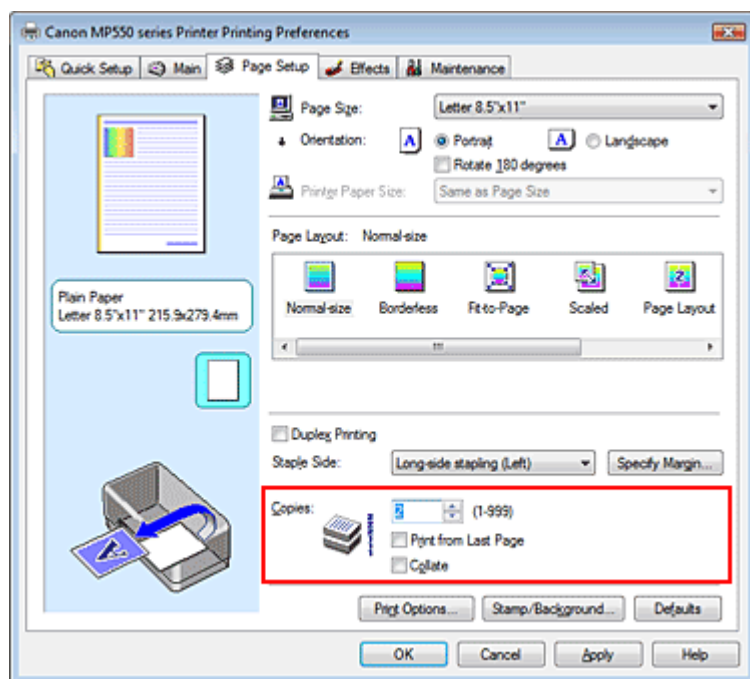 Canon MP550 series Printer Printing Preferences
Quick Setup Main Page Setup Effects Maintenance
Page Size: Letter 8.5"x11"
Orientation: A Portrait A Landscape
Rotate 180 degrees
Printer Paper Size: Same as Page Size
Page Layout: Normal-size
Normal-size Borderless Fit-to-Page Scaled Page Layout
Plain Paper
Letter 8.5"x11" 215.9x279.4mm
Duplex Printing
Staple Side: Long-side stapling (Left) Specify Margin...
Copies: 2 (1-999)
Print from Last Page
Collate
Print Options... Stamp/Background... Defaults
OK Cancel Apply Help